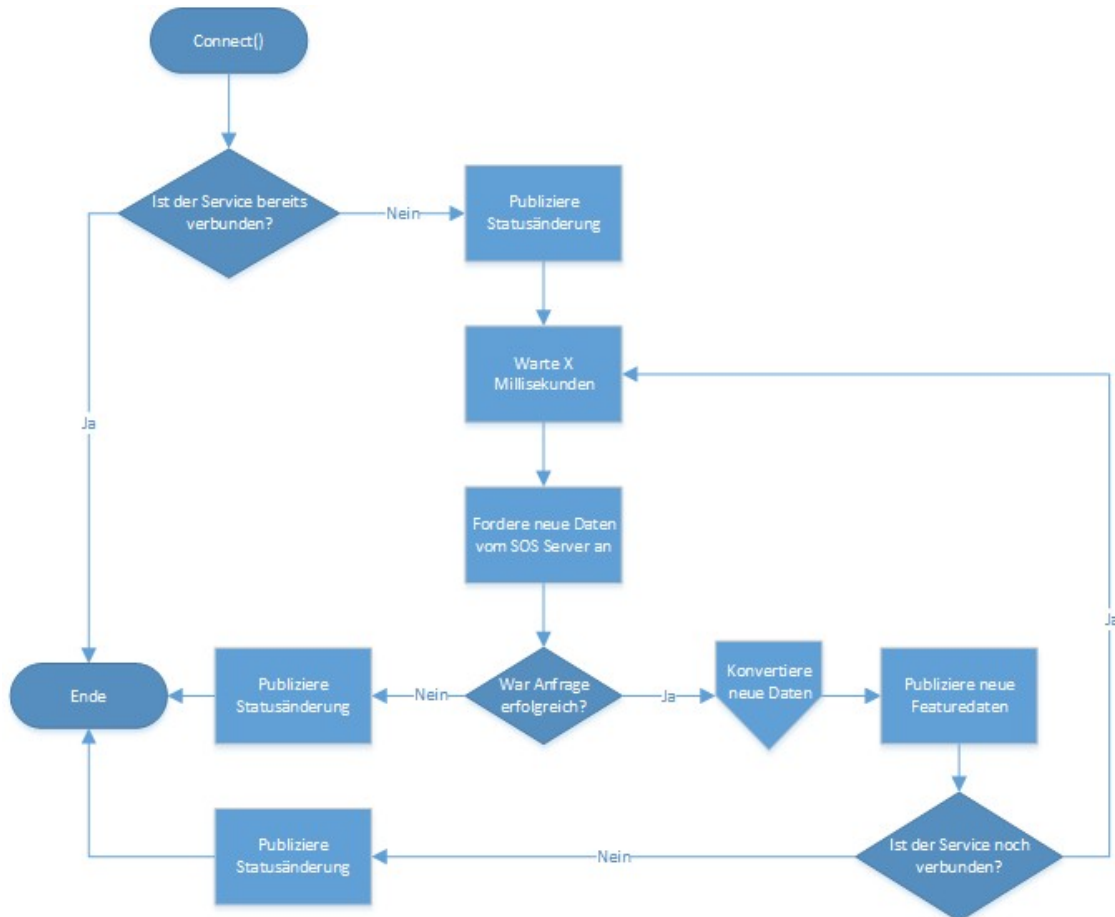 Connect()
Ist der Service bereits
verbunden?
Nein
Publiziere
Statusänderung
Warte X
Millisekunden
Ja
Fordere neue Daten
vom SOS Server an
Ja
War Anfrage
erfolgreich?
Nein
Publiziere
Statusänderung
Ende
Ja
Konvertiere
neue Daten
Publiziere neue
Featuredaten
Ist der Service noch
verbunden?
Nein
Publiziere
Statusänderung